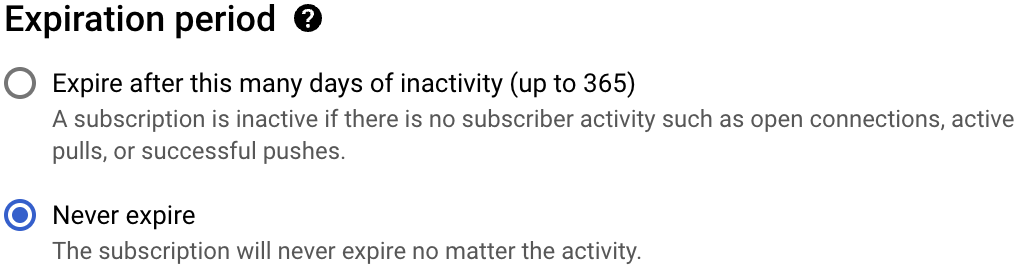 Expiration period ?
Expire after this many days of inactivity (up to 365)
A subscription is inactive if there is no subscriber activity such as open connections, active
pulls, or successful pushes.
Never expire
The subscription will never expire no matter the activity.